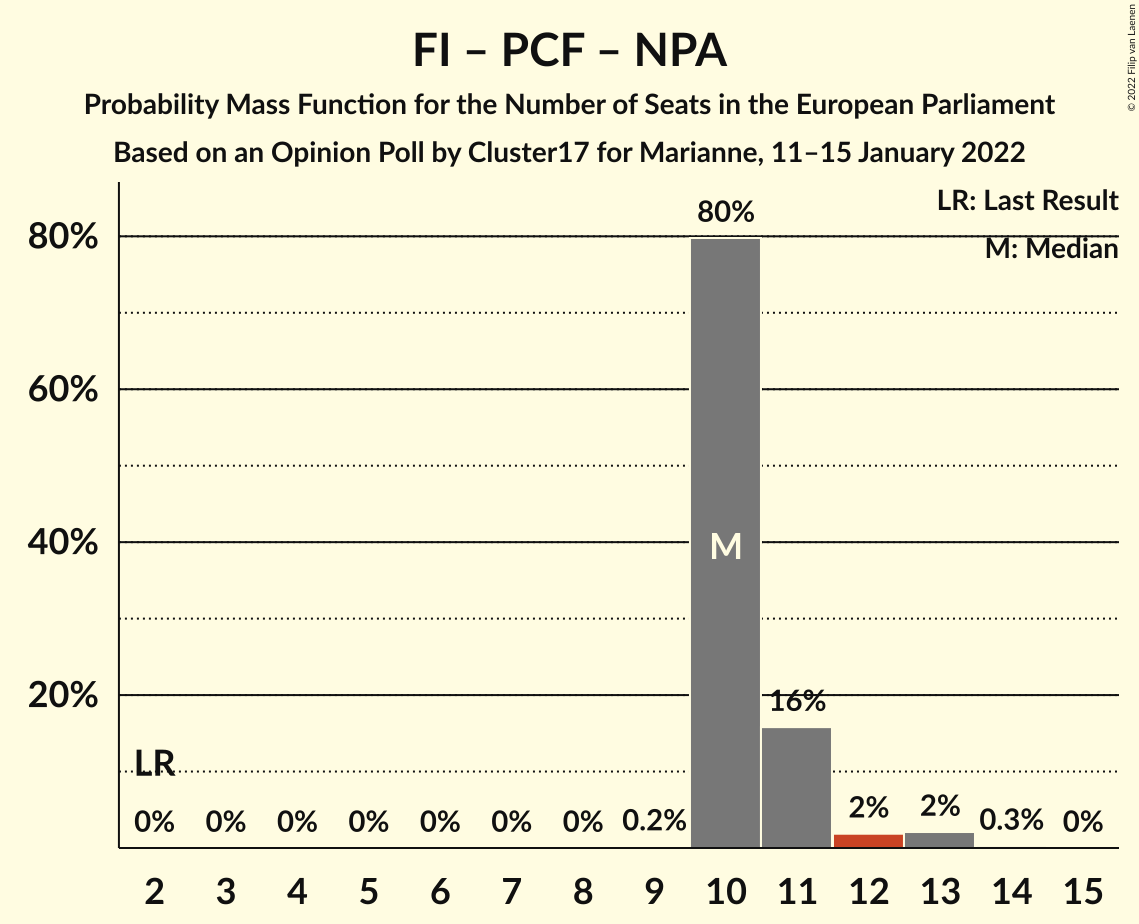 FI – PCF – NPA
Probability Mass Function for the Number of Seats in the European Parliament
Based on an Opinion Poll by Cluster17 for Marianne, 11–15 January 2022
© 2022 Filip van Laenen
LR: Last Result
M: Median
80%
60%
40%
20%
80%
M
16%
LR
0% 0% 0% 0% 0% 0% 0% 0.2% 2% 2% 0.3% 0%
2 3 4 5 6 7 8 9 10 11 12 13 14 15